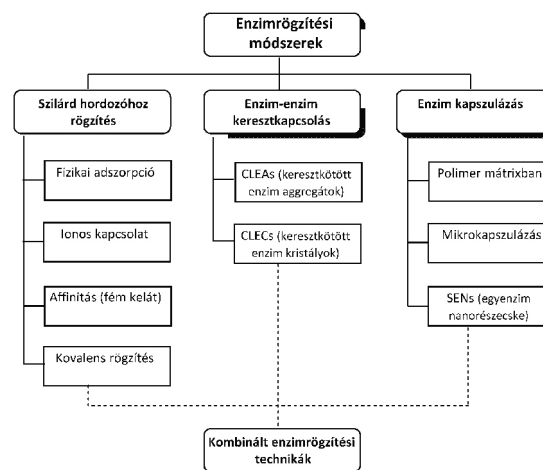 Enzimrögzítési
módszerek
Szilárd hordozóhoz
rögzítés
Enzim-enzim
keresztkapcsolás
Enzim kapszulázás
Fizikai adszorpció
Ionos kapcsolat
Affinitás (fém kelát)
Kovalens rögzítés
CLEAs (keresztkötött
enzim aggregátok)
CLECs (keresztkötött
enzim kristályok)
Polimer mátrixban
Mikrokapszulázás
SENs (egyenzim
nanorészecske)
Kombinált enzimrögzítési
technikák